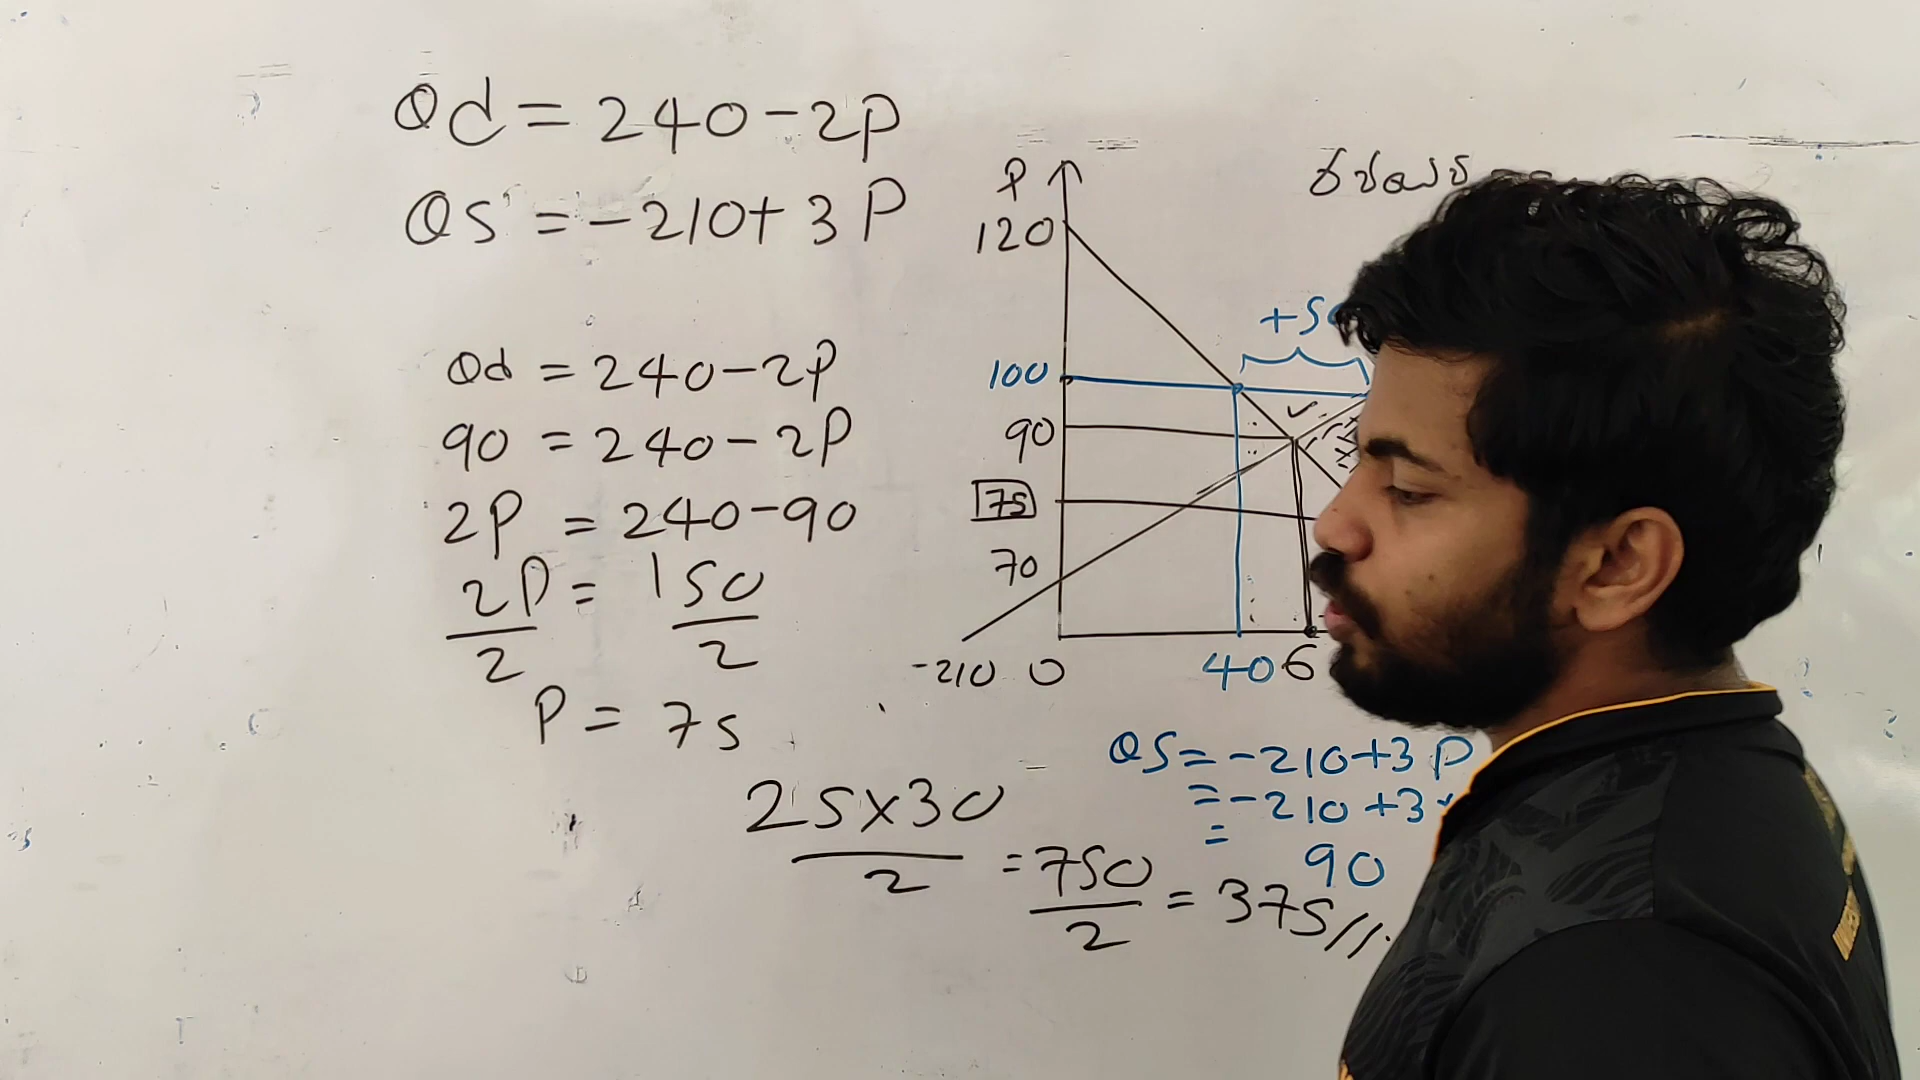 Qd = 240-2P
QS = -210+ 3P
Qd = 240-2P
90 = 240-2P
2P = 240-90
2P/2 = 150/2
P = 75
25x30/2 = 750/2 = 375//.
P
120
100
90
75
70
-210 0 40 6
QS = -210+3P
= -210 +3
=
90